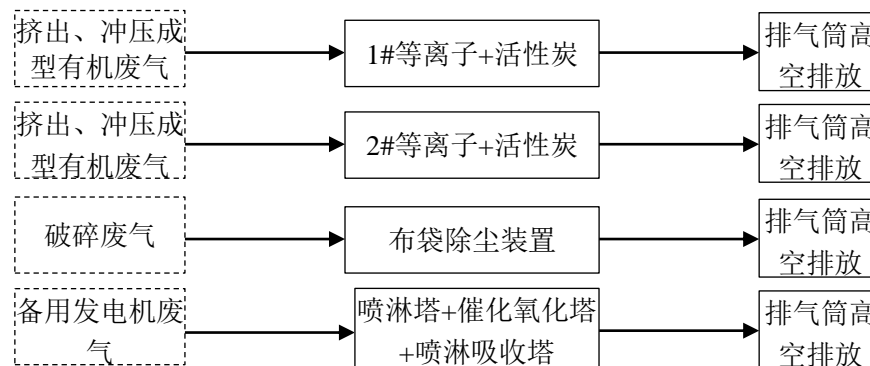 挤出、冲压成
型有机废气
1#等离子+活性炭
排气筒高
空排放
挤出、冲压成
型有机废气
2#等离子+活性炭
排气筒高
空排放
破碎废气
布袋除尘装置
排气筒高
空排放
备用发电机废
气
喷淋塔+催化氧化塔
+喷淋吸收塔
排气筒高
空排放